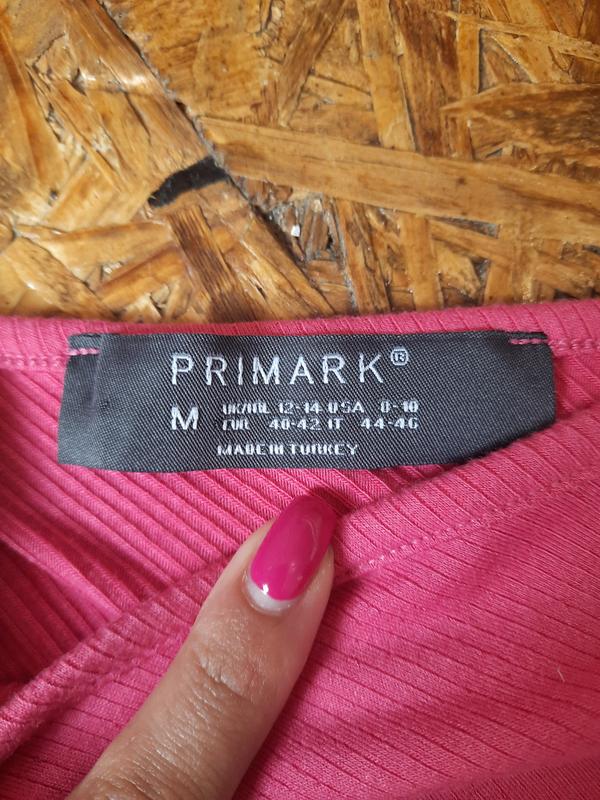 PRIMARK®
M UK/IRL 12-14 USA 8-10
EUR 40-42 IT 44-46
MADE IN TURKEY